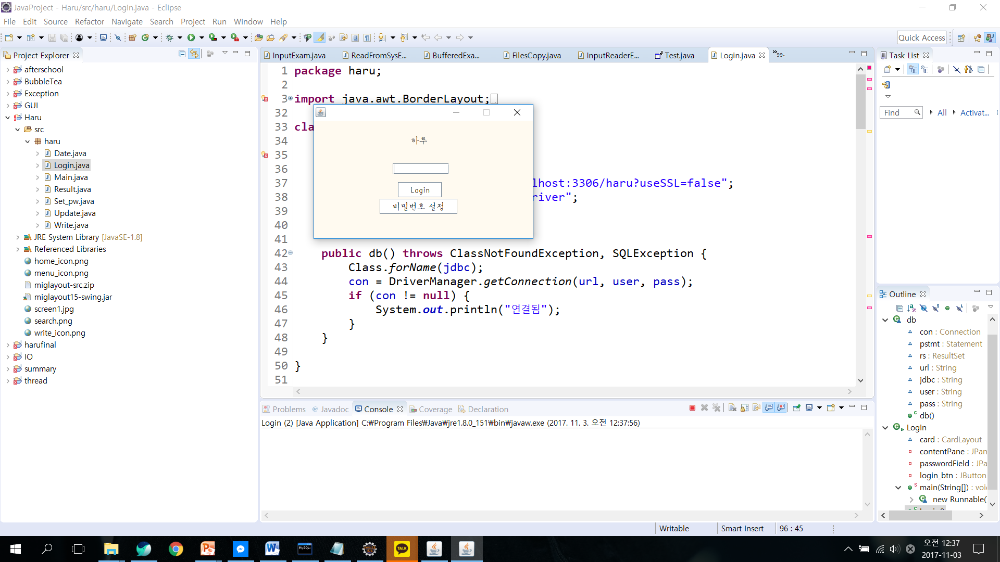 JavaProject - Haru/src/haru/Login.java - Eclipse
File Edit Source Refactor Navigate Search Project Run Window Help
Quick Access
Project Explorer
afterschool
BubbleTea
Exception
GUI
Haru
src
haru
Date.java
Login.java
Main.java
Result.java
Set_pw.java
Update.java
Write.java
JRE System Library [JavaSE-1.8]
Referenced Libraries
home_icon.png
menu_icon.png
miglayout-src.zip
miglayout15-swing.jar
screen1.jpg
search.png
write_icon.png
harufinal
IO
summary
thread
InputExam.java ReadFromSysE... BufferedExa... FilesCopy.java InputReaderE... Test.java Login.java »99+
1 package haru;
2
3 import java.awt.BorderLayout;
32
33 cla
34
35
36
37 lhost:3306/haru?useSSL=false";
38 river";
39
40
41
42 public db() throws ClassNotFoundException, SQLException {
43 Class.forName(jdbc);
44 con = DriverManager.getConnection(url, user, pass);
45 if (con != null) {
46 System.out.println("연결됨");
47 }
48 }
49
50 }
51
하루
Login
비밀번호 설정
Problems Javadoc Console Coverage Declaration
Login (2) [Java Application] C:₩Program Files₩Java₩jre1.8.0_151₩bin₩javaw.exe (2017. 11. 3. 오전 12:37:56)
Task List
Find All Activat...
Outline
db
con : Connection
pstmt : Statement
rs : ResultSet
url : String
jdbc : String
user : String
pass : String
db()
Login
card : CardLayout
contentPane : JPan
passwordField : JPa
login_btn : JButton
main(String[]) : voi
new Runnable(
Writable Smart Insert 96 : 45
MySQL
TALK
오전 12:37
2017-11-03